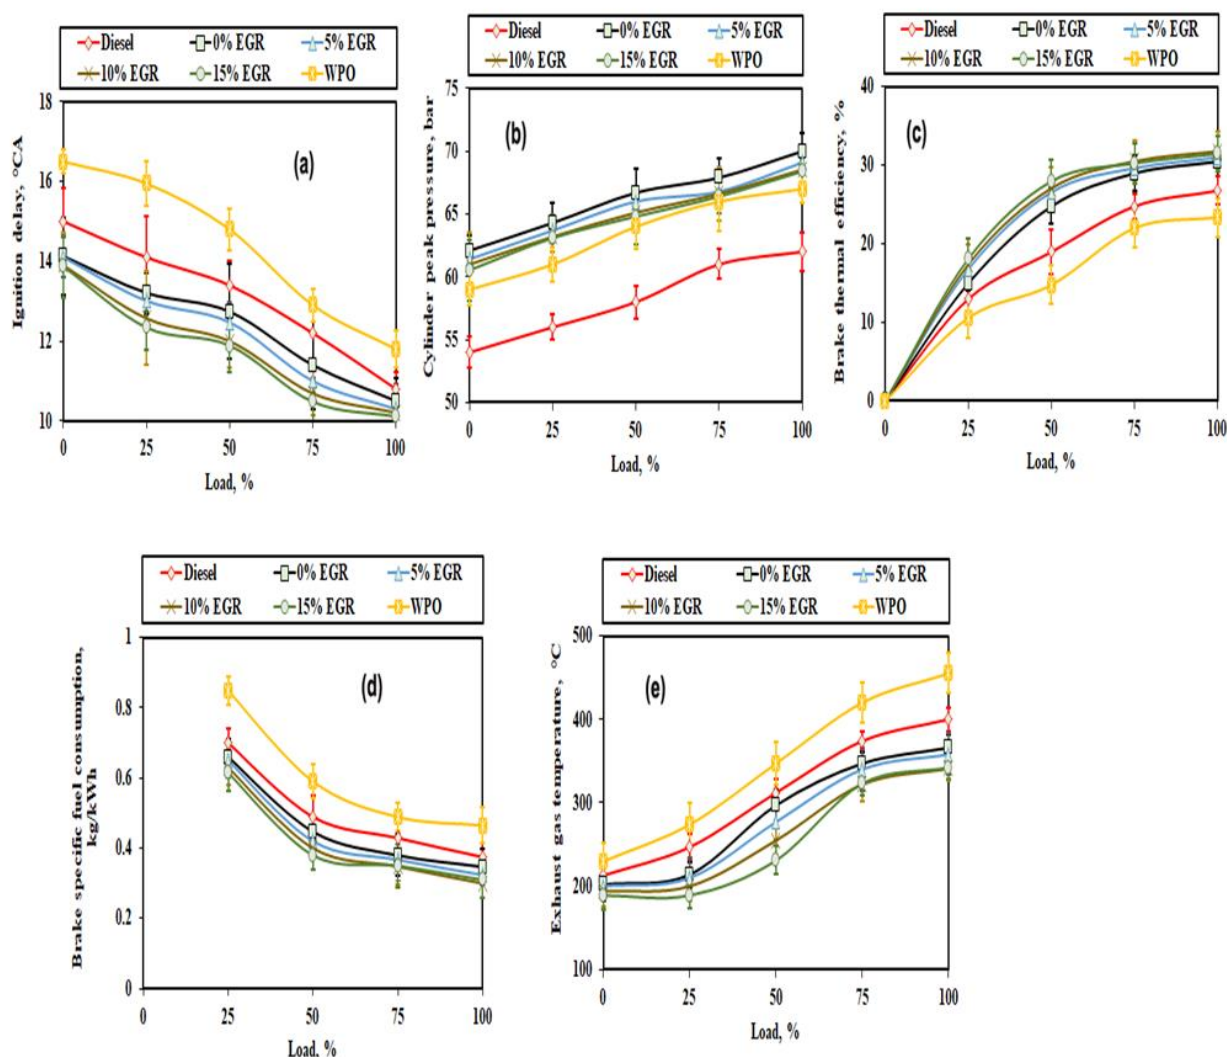 Diesel 0% EGR 5% EGR
10% EGR 15% EGR WPO
Ignition delay, °CA
18
16
14
12
10
(a)
0 25 50 75 100
Load, %
Diesel 0% EGR 5% EGR
10% EGR 15% EGR WPO
Cylinder peak pressure, bar
75
70
65
60
55
50
(b)
0 25 50 75 100
Load, %
Diesel 0% EGR 5% EGR
10% EGR 15% EGR WPO
Brake thermal efficiency, %
40
30
20
10
0
(c)
0 25 50 75 100
Load, %
Diesel 0% EGR 5% EGR
10% EGR 15% EGR WPO
Brake specific fuel consumption,
kg/kWh
1
0.8
0.6
0.4
0.2
0
(d)
0 25 50 75 100
Load, %
Diesel 0% EGR 5% EGR
10% EGR 15% EGR WPO
Exhaust gas temperature, °C
500
400
300
200
100
(e)
0 25 50 75 100
Load, %